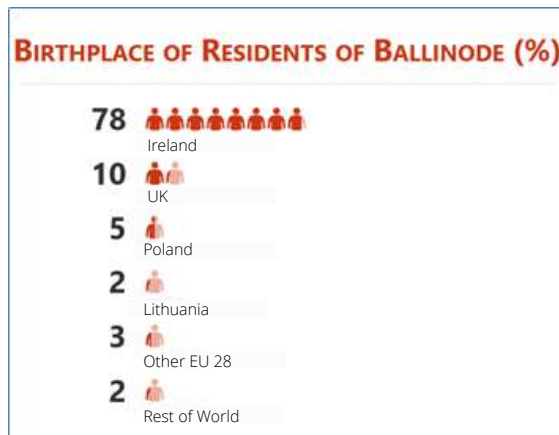 BIRTHPLACE OF RESIDENTS OF BALLINODE (%)
78
Ireland
10
UK
5
Poland
2
Lithuania
3
Other EU 28
2
Rest of World